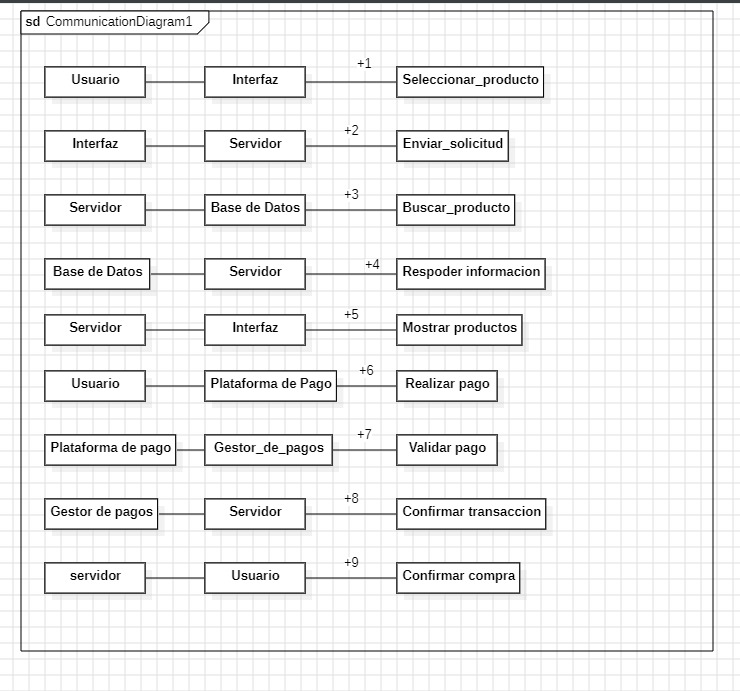 sd CommunicationDiagram1
+1
Usuario Interfaz Seleccionar_producto
+2
Interfaz Servidor Enviar_solicitud
+3
Servidor Base de Datos Buscar_producto
+4
Base de Datos Servidor Respoder informacion
+5
Servidor Interfaz Mostrar productos
+6
Usuario Plataforma de Pago Realizar pago
+7
Plataforma de pago Gestor_de_pagos Validar pago
+8
Gestor de pagos Servidor Confirmar transaccion
+9
servidor Usuario Confirmar compra